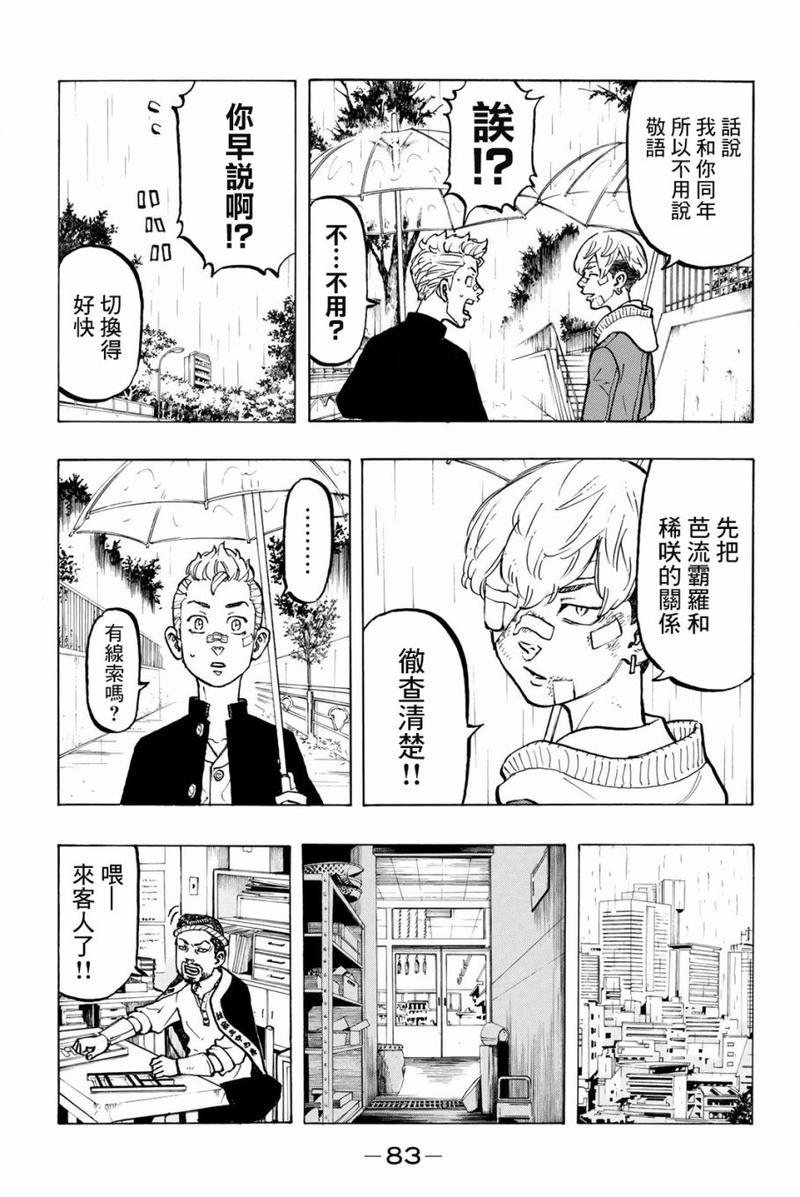 話說
我和你同年
所以不用說
敬語
誒!?
不…不用?
你早說啊!?
切換得
好快
先把
芭流霸羅和
稀咲的關係
徹查清楚!!
………
有線索嗎?
喂—
來客人了!!
—83—